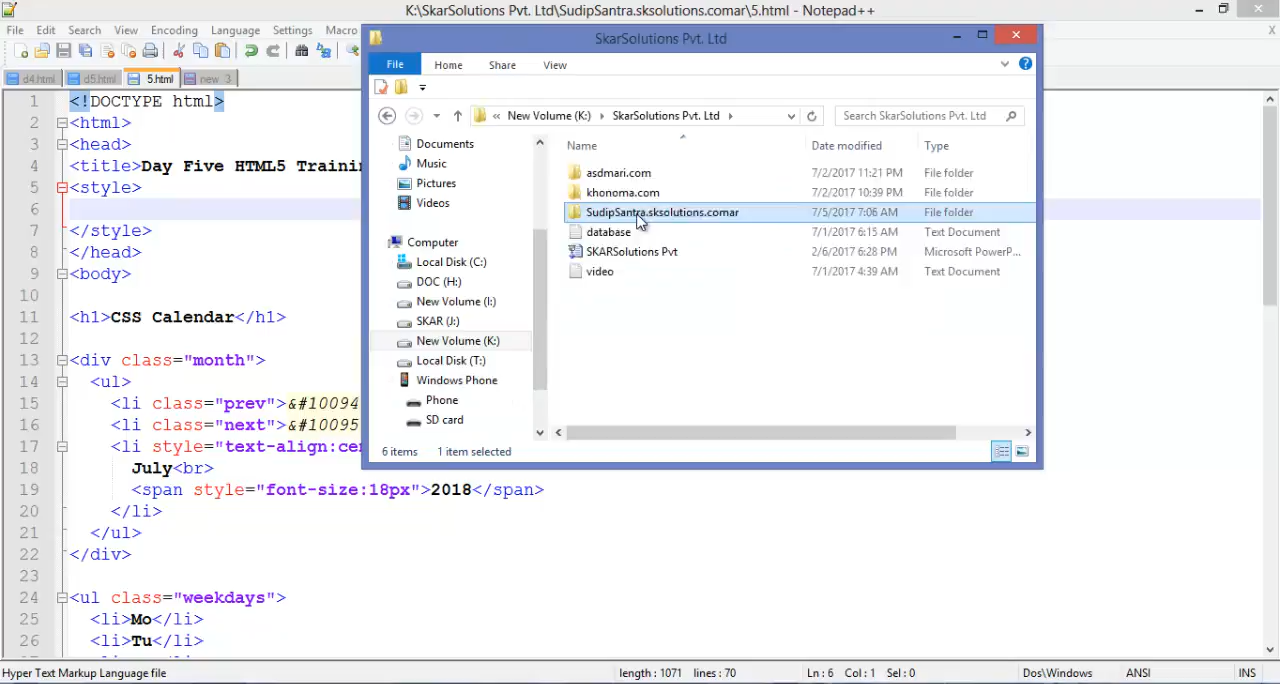 K:\SkarSolutions Pvt. Ltd\SudipSantra.sksolutions.comar\5.html - Notepad++
File Edit Search View Encoding Language Settings Macro
d4.html d5.html 5.html new 3
1 <!DOCTYPE html>
2 <html>
3 <head>
4 <title>Day Five HTML5 Trainin
5 <style>
6
7 </style>
8 </head>
9 <body>
10
11 <h1>CSS Calendar</h1>
12
13 <div class="month">
14 <ul>
15 <li class="prev">&#10094
16 <li class="next">&#10095
17 <li style="text-align:cen
18 July<br>
19 <span style="font-size:18px">2018</span>
20 </li>
21 </ul>
22 </div>
23
24 <ul class="weekdays">
25 <li>Mo</li>
26 <li>Tu</li>
SkarSolutions Pvt. Ltd
File Home Share View
« New Volume (K:) SkarSolutions Pvt. Ltd
Search SkarSolutions Pvt. Ltd
Documents
Music
Pictures
Videos
Computer
Local Disk (C:)
DOC (H:)
New Volume (I:)
SKAR (J:)
New Volume (K:)
Local Disk (T:)
Windows Phone
Phone
SD card
Name Date modified Type
asdmari.com 7/2/2017 11:21 PM File folder
khonoma.com 7/2/2017 10:39 PM File folder
SudipSantra.sksolutions.comar 7/5/2017 7:06 AM File folder
database 7/1/2017 6:15 AM Text Document
SKARSolutions Pvt 2/6/2017 6:28 PM Microsoft PowerP...
video 7/1/2017 4:39 AM Text Document
6 items 1 item selected
Hyper Text Markup Language file length : 1071 lines : 70 Ln : 6 Col : 1 Sel : 0 Dos\Windows ANSI INS